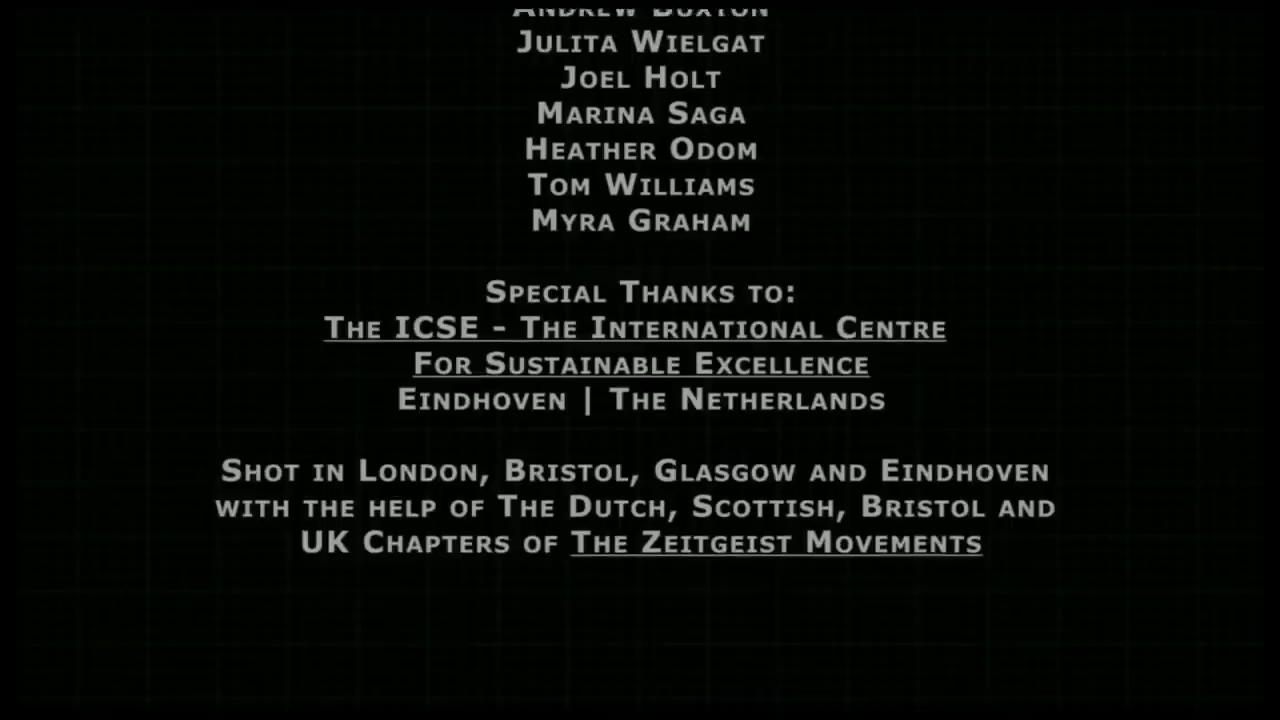 Andrew Buxton
Julita Wielgat
Joel Holt
Marina Saga
Heather Odom
Tom Williams
Myra Graham
Special Thanks to:
The ICSE - The International Centre
For Sustainable Excellence
Eindhoven | The Netherlands
Shot in London, Bristol, Glasgow and Eindhoven
with the help of The Dutch, Scottish, Bristol and
UK Chapters of The Zeitgeist Movements